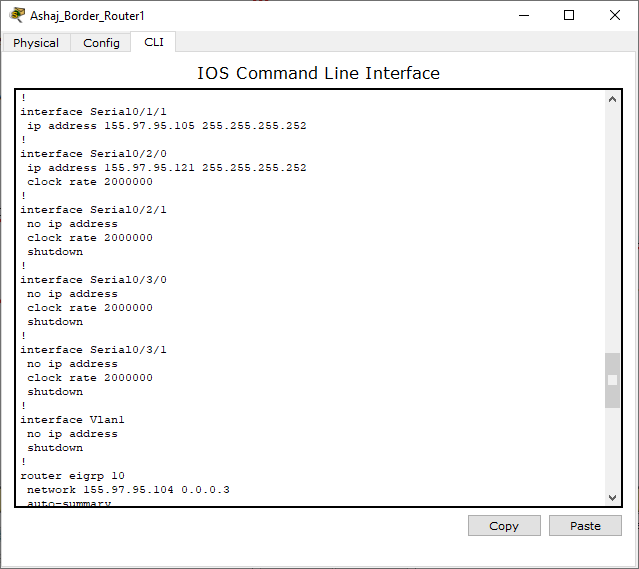 Ashaj_Border_Router1
Physical Config CLI
IOS Command Line Interface
!
interface Serial0/1/1
ip address 155.97.95.105 255.255.255.252
!
interface Serial0/2/0
ip address 155.97.95.121 255.255.255.252
clock rate 2000000
!
interface Serial0/2/1
no ip address
clock rate 2000000
shutdown
!
interface Serial0/3/0
no ip address
clock rate 2000000
shutdown
!
interface Serial0/3/1
no ip address
clock rate 2000000
shutdown
!
interface Vlan1
no ip address
shutdown
!
router eigrp 10
network 155.97.95.104 0.0.0.3
auto-summary
Copy Paste